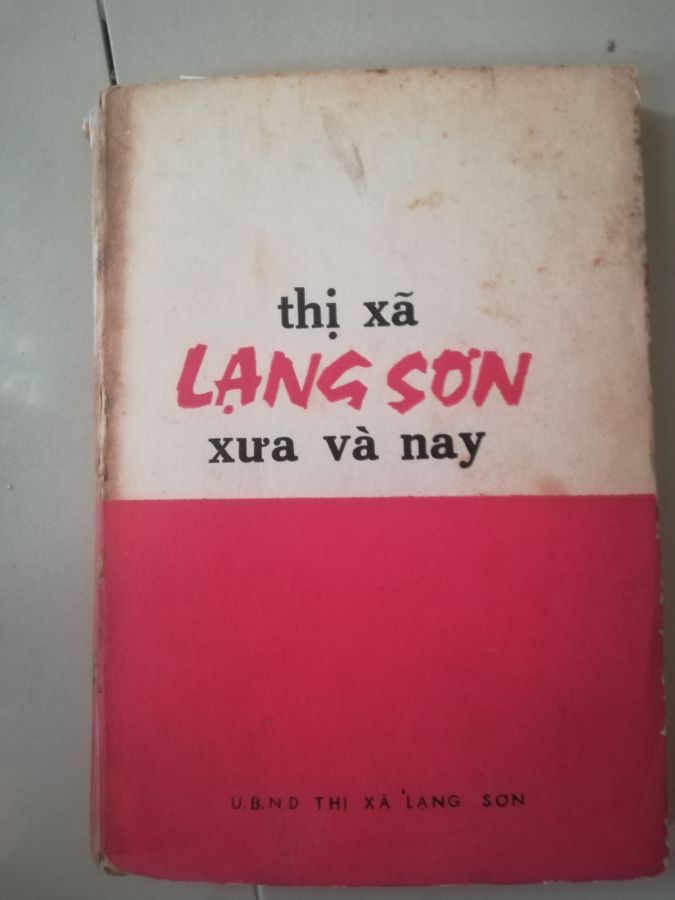 thị xã
LẠNG SƠN
xưa và nay
U.B.N.D THỊ XÃ LẠNG SƠN